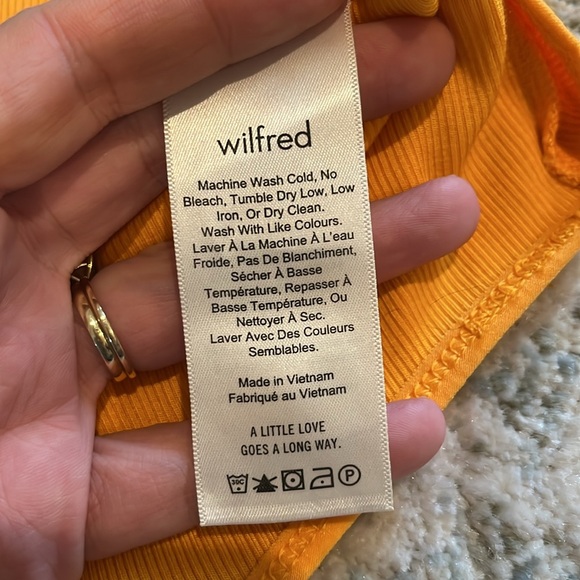 wilfred
Machine Wash Cold, No
Bleach, Tumble Dry Low, Low
Iron, Or Dry Clean.
Wash With Like Colours.
Laver À La Machine À L'eau
Froide, Pas De Blanchiment,
Sécher À Basse
Température, Repasser À
Basse Température, Ou
Nettoyer À Sec.
Laver Avec Des Couleurs
Semblables.
Made in Vietnam
Fabriqué au Vietnam
A LITTLE LOVE
GOES A LONG WAY.
30C P